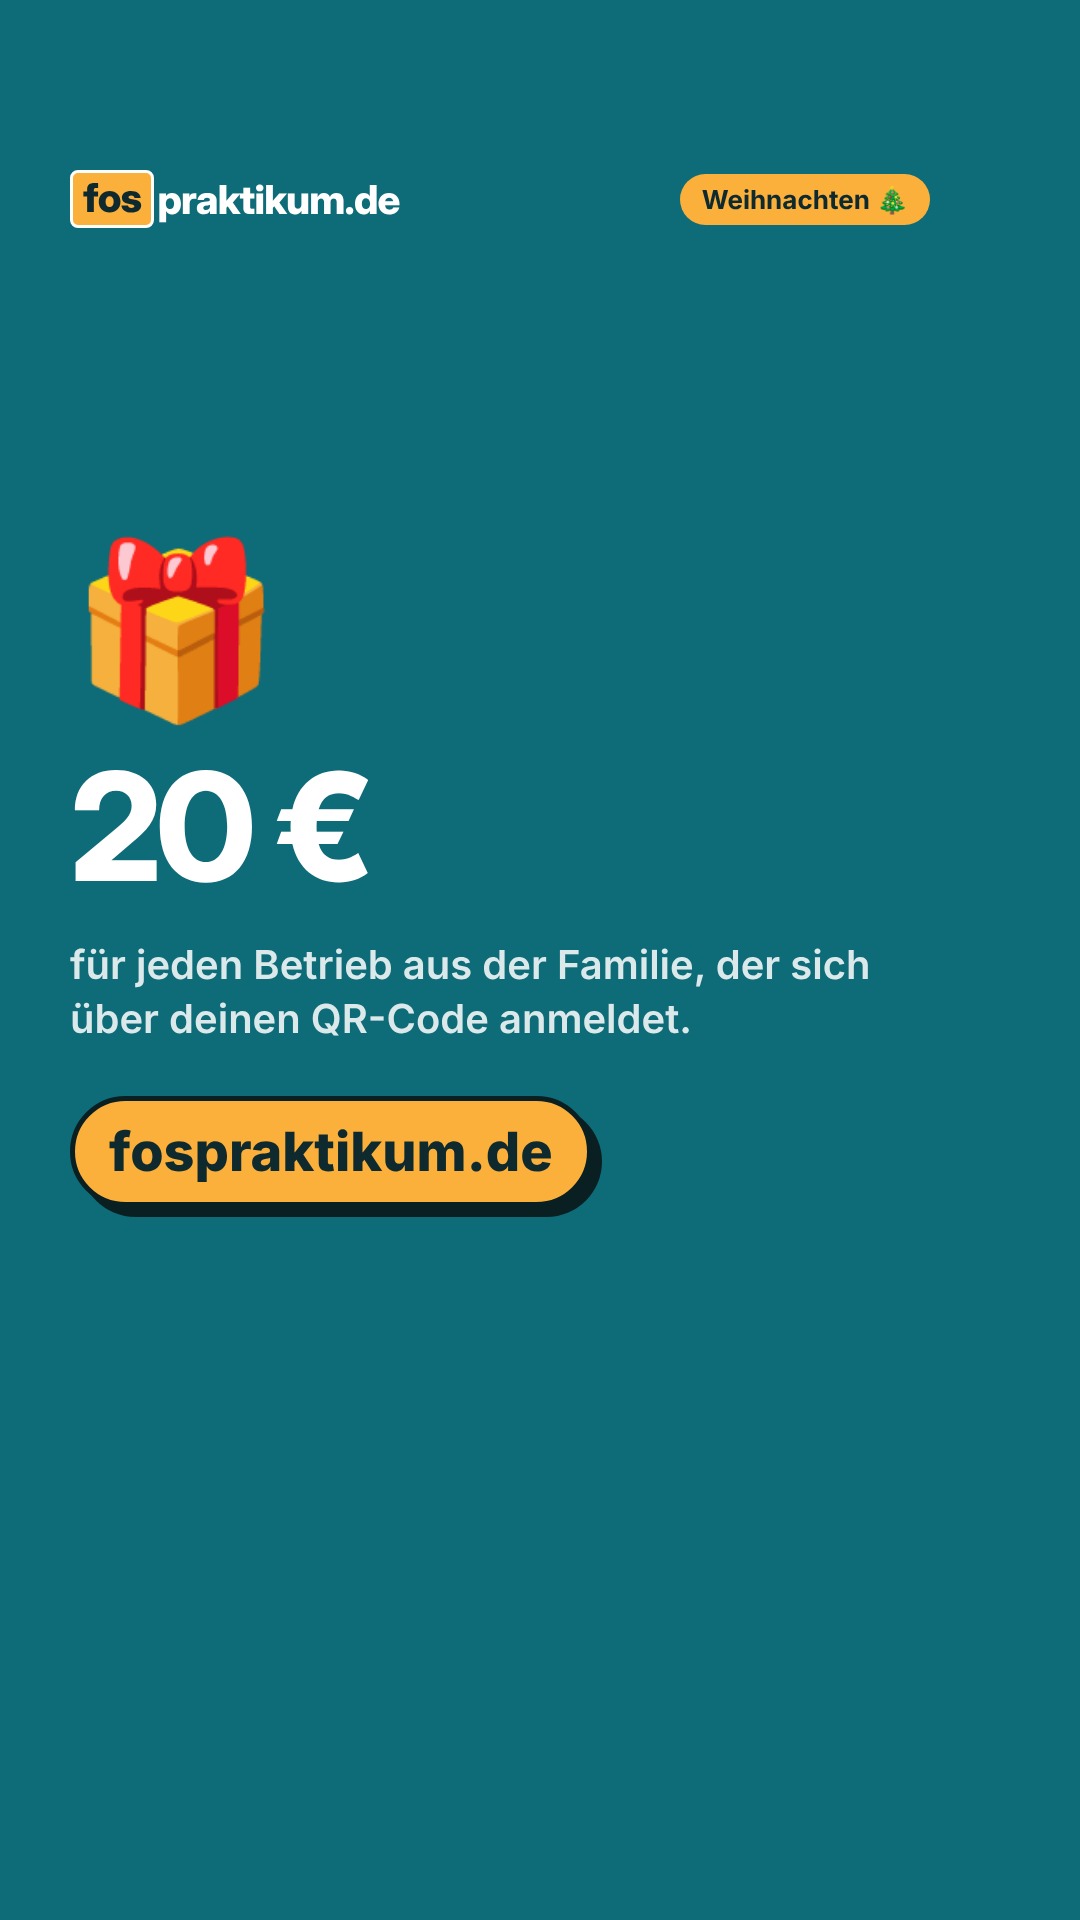 fospraktikum.de
Weihnachten 🎄
20 €
für jeden Betrieb aus der Familie, der sich
über deinen QR-Code anmeldet.
fospraktikum.de